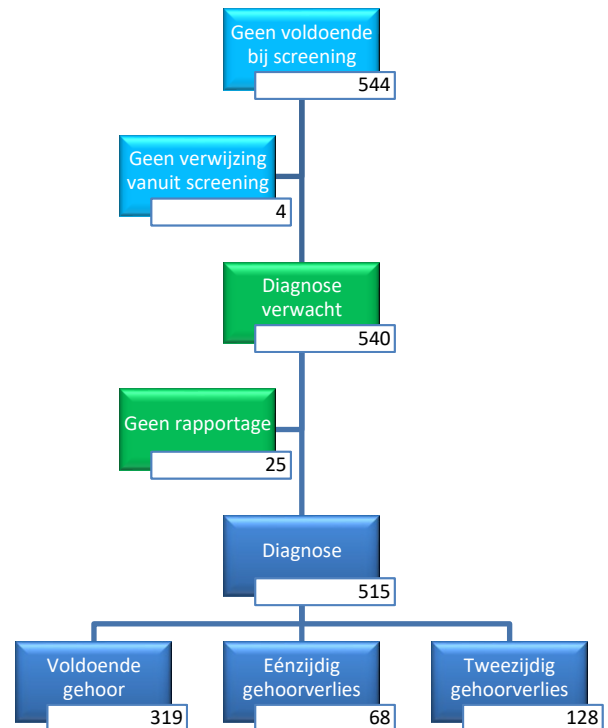 Geen voldoende
bij screening
544
Geen verwijzing
vanuit screening
4
Diagnose
verwacht
540
Geen rapportage
25
Diagnose
515
Voldoende
gehoor
319
Eénzijdig
gehoorverlies
68
Tweezijdig
gehoorverlies
128